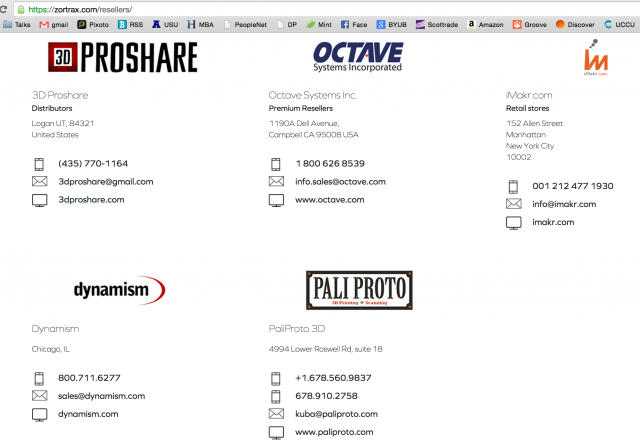 https://zortrax.com/resellers/
Talks gmail Pixoto RSS AoA USU MBA PeopleNet DP Mint Face BYUB Scottrade Amazon Groove Discover UCCU
3D PROSHARE
3D Proshare
Distributors
Logan UT, 84321
United States
(435) 770-1164
3dproshare@gmail.com
3dproshare.com
OCTAVE
Systems Incorporated
Octave Systems Inc.
Premium Resellers
1190A Dell Avenue,
Campbell CA 95008 USA
1 800 626 8539
info.sales@octave.com
www.octave.com
im
iMakr.com
iMakr.com
Retail stores
152 Allen Street
Manhattan
New York City
10002
001 212 477 1930
info@imakr.com
imakr.com
dynamism
Dynamism
Chicago, IL
800.711.6277
sales@dynamism.com
dynamism.com
PALI PROTO
3D Printing + Scanning
PaliProto 3D
4994 Lower Roswell Rd, suite 18
+1.678.560.9837
678.910.2758
kuba@paliproto.com
www.paliproto.com